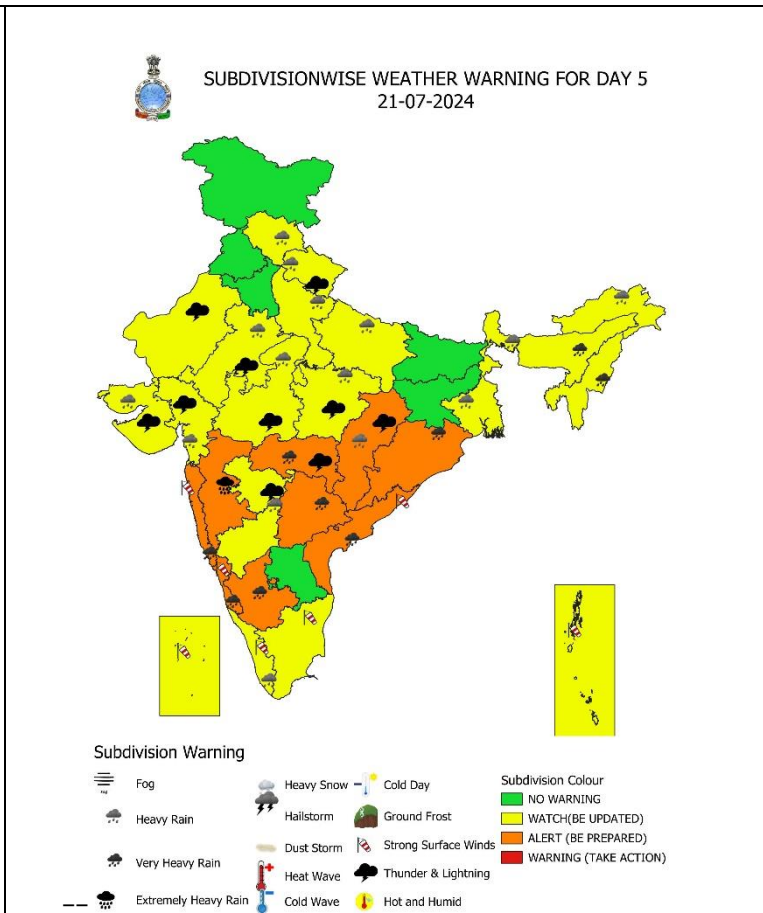 SUBDIVISIONWISE WEATHER WARNING FOR DAY 5
21-07-2024
Subdivision Warning
Fog
Heavy Rain
Very Heavy Rain
Extremely Heavy Rain
Heavy Snow
Hailstorm
Dust Storm
Heat Wave
Cold Wave
Cold Day
Ground Frost
Strong Surface Winds
Thunder & Lightning
Hot and Humid
Subdivision Colour
NO WARNING
WATCH(BE UPDATED)
ALERT (BE PREPARED)
WARNING (TAKE ACTION)